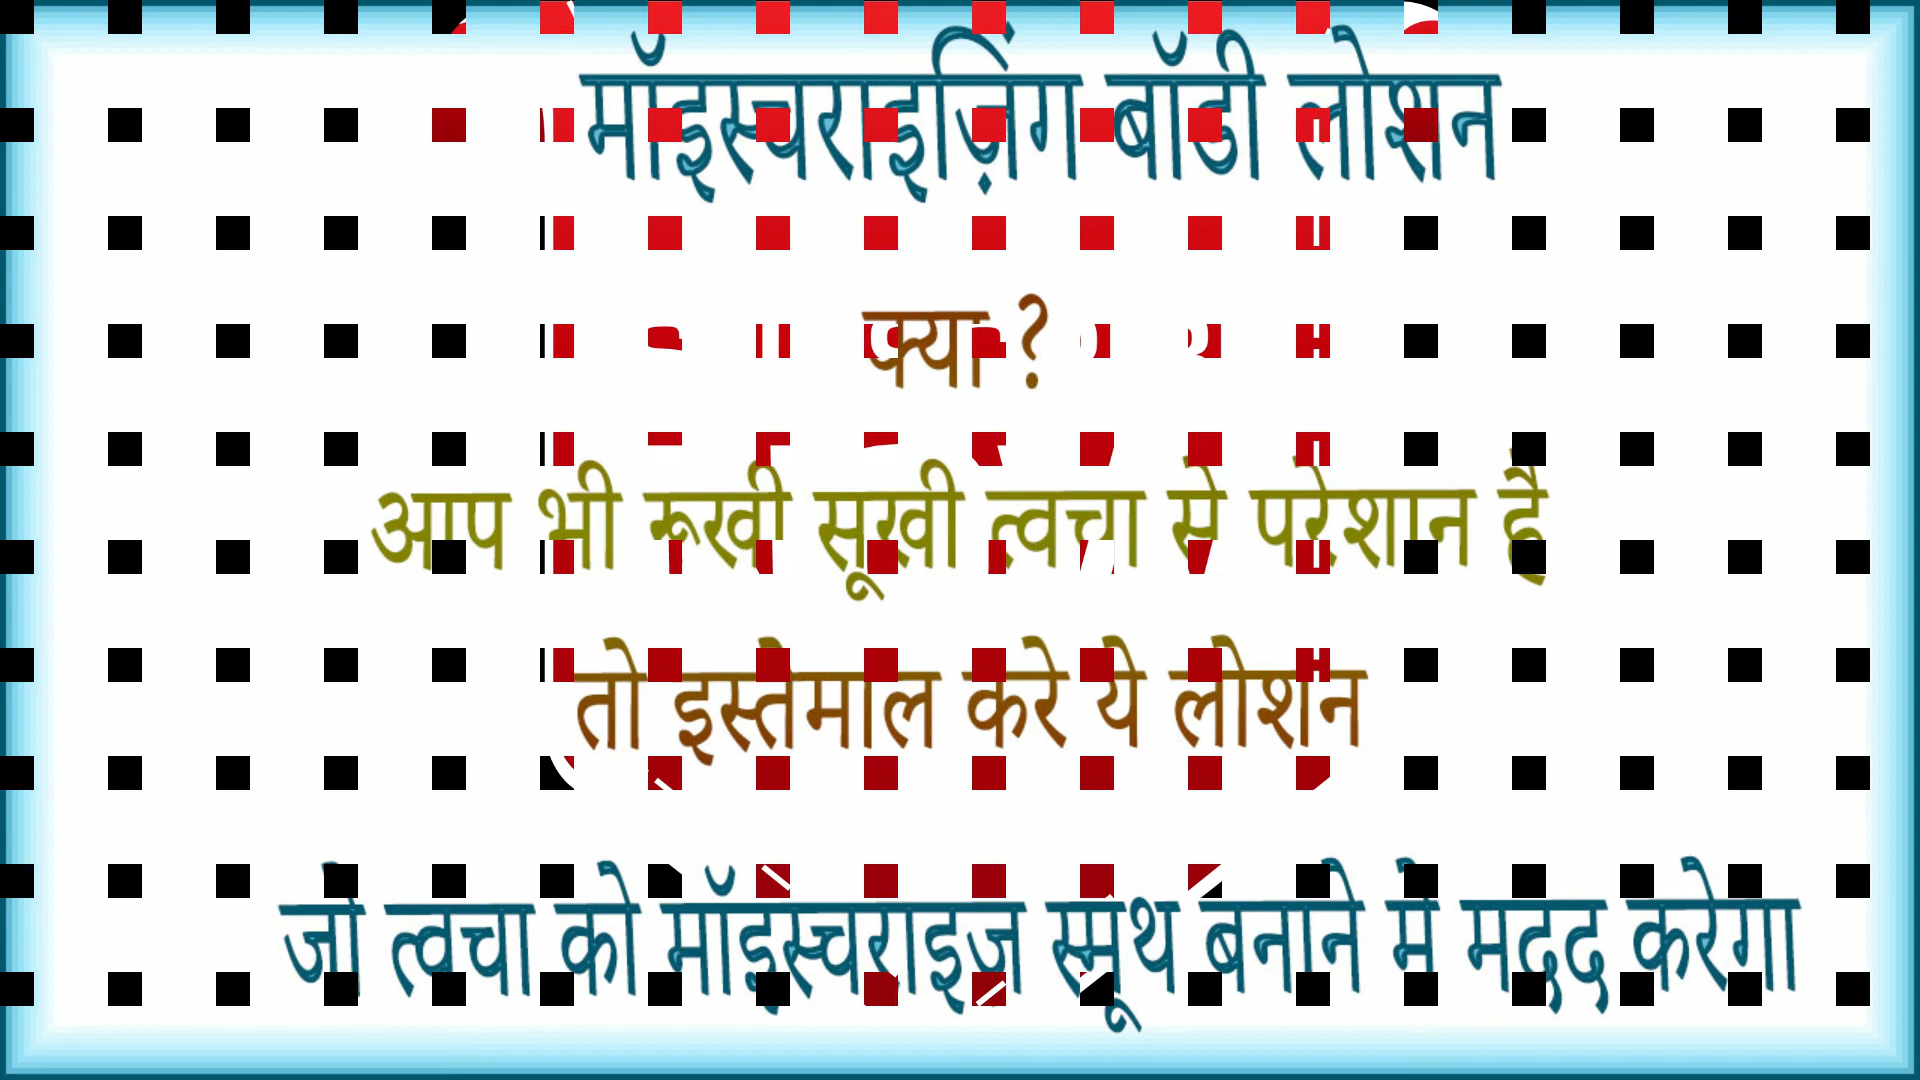 मॉइस्चराइज़िंग बॉडी लोशन
क्या ?
आप भी रूखी सूखी त्वचा से परेशान है
तो इस्तेमाल करे ये लोशन
जो त्वचा को मॉइस्चराइज स्मूथ बनाने मे मदद करेगा